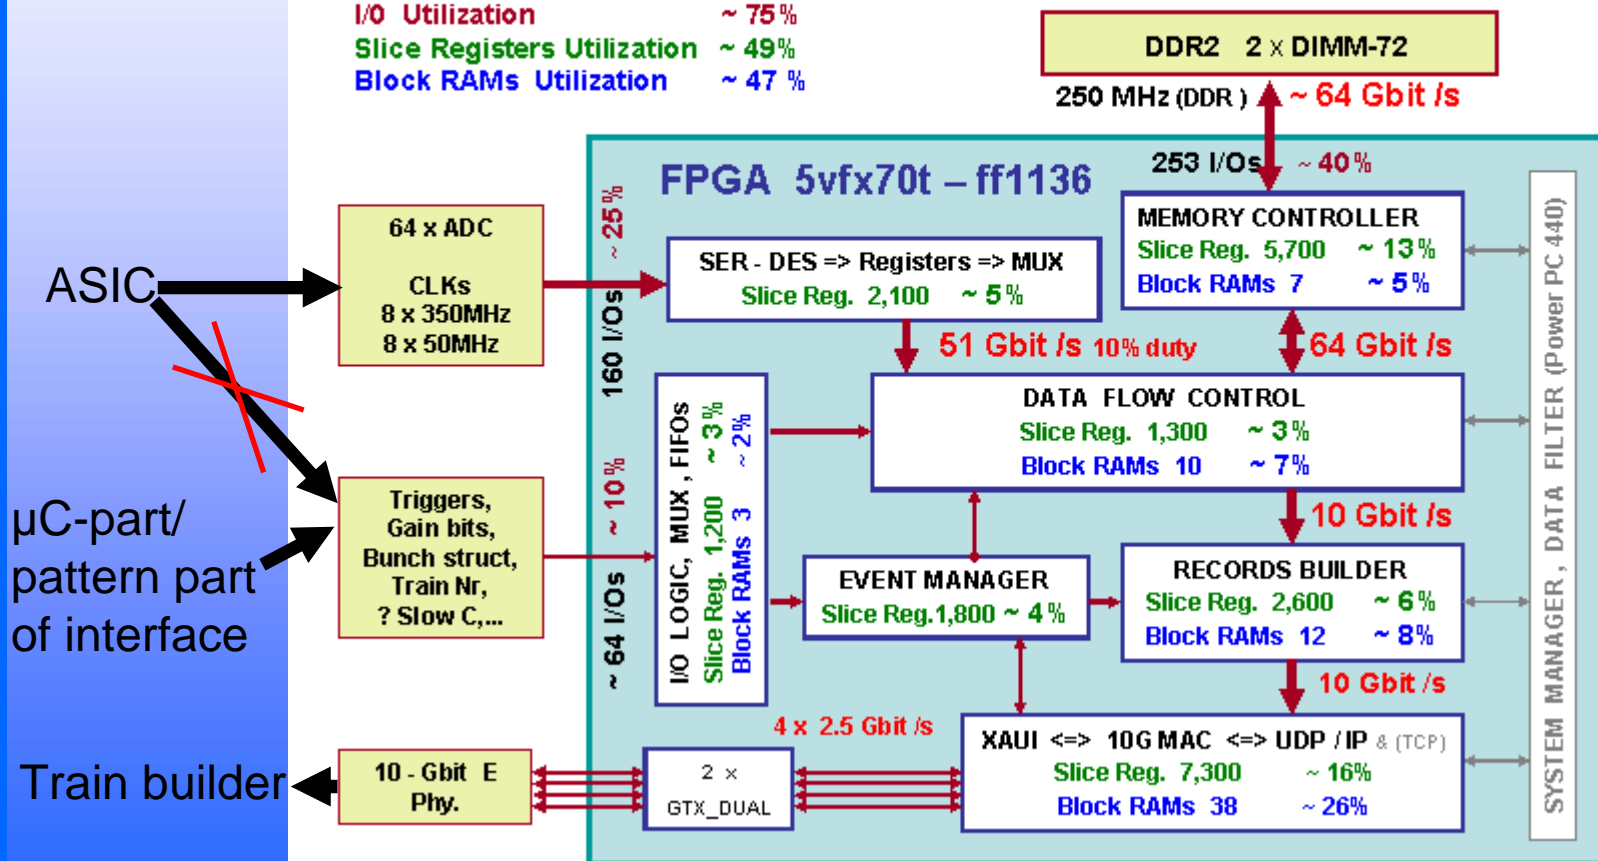 I/O Utilization ~ 75%
Slice Registers Utilization ~ 49%
Block RAMs Utilization ~ 47 %
DDR2 2 x DIMM-72
250 MHz (DDR ) ~ 64 Gbit /s
253 I/Os ~ 40%
FPGA 5vfx70t – ff1136
MEMORY CONTROLLER
Slice Reg. 5,700 ~ 13%
Block RAMs 7 ~ 5%
64 x ADC
CLKs
8 x 350MHz
8 x 50MHz
160 I/Os ~ 25%
SER - DES => Registers => MUX
Slice Reg. 2,100 ~ 5%
ASIC
51 Gbit /s 10% duty
64 Gbit /s
DATA FLOW CONTROL
Slice Reg. 1,300 ~ 3%
Block RAMs 10 ~ 7%
I/O LOGIC, MUX , FIFOs
Slice Reg. 1,200 ~ 3%
Block RAMs 3 ~ 2%
~ 64 I/Os ~ 10%
Triggers,
Gain bits,
Bunch struct,
Train Nr,
? Slow C,...
µC-part/
pattern part
of interface
10 Gbit /s
EVENT MANAGER
Slice Reg.1,800 ~ 4%
RECORDS BUILDER
Slice Reg. 2,600 ~ 6%
Block RAMs 12 ~ 8%
10 Gbit /s
4 x 2.5 Gbit /s
XAUI <=> 10G MAC <=> UDP / IP & (TCP)
Slice Reg. 7,300 ~ 16%
Block RAMs 38 ~ 26%
Train builder
10 - Gbit E
Phy.
2 x
GTX_DUAL
SYSTEM MANAGER , DATA FILTER (Power PC 440)